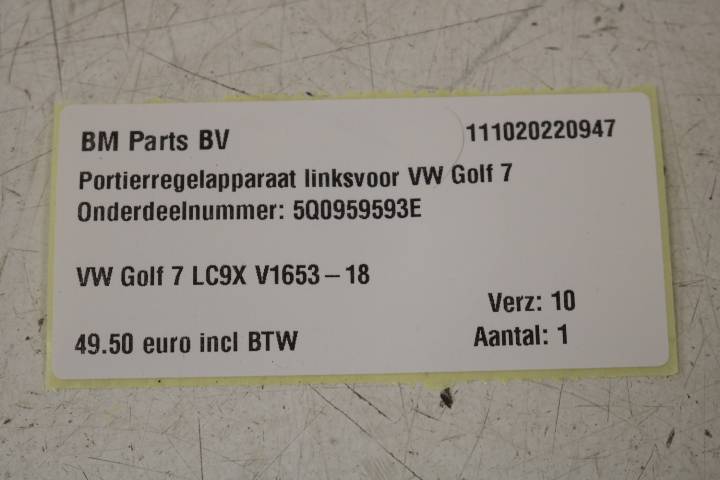 BM Parts BV 111020220947
Portierregelapparaat linksvoor VW Golf 7
Onderdeelnummer: 5Q0959593E
VW Golf 7 LC9X V1653-18
Verz: 10
49.50 euro incl BTW Aantal: 1